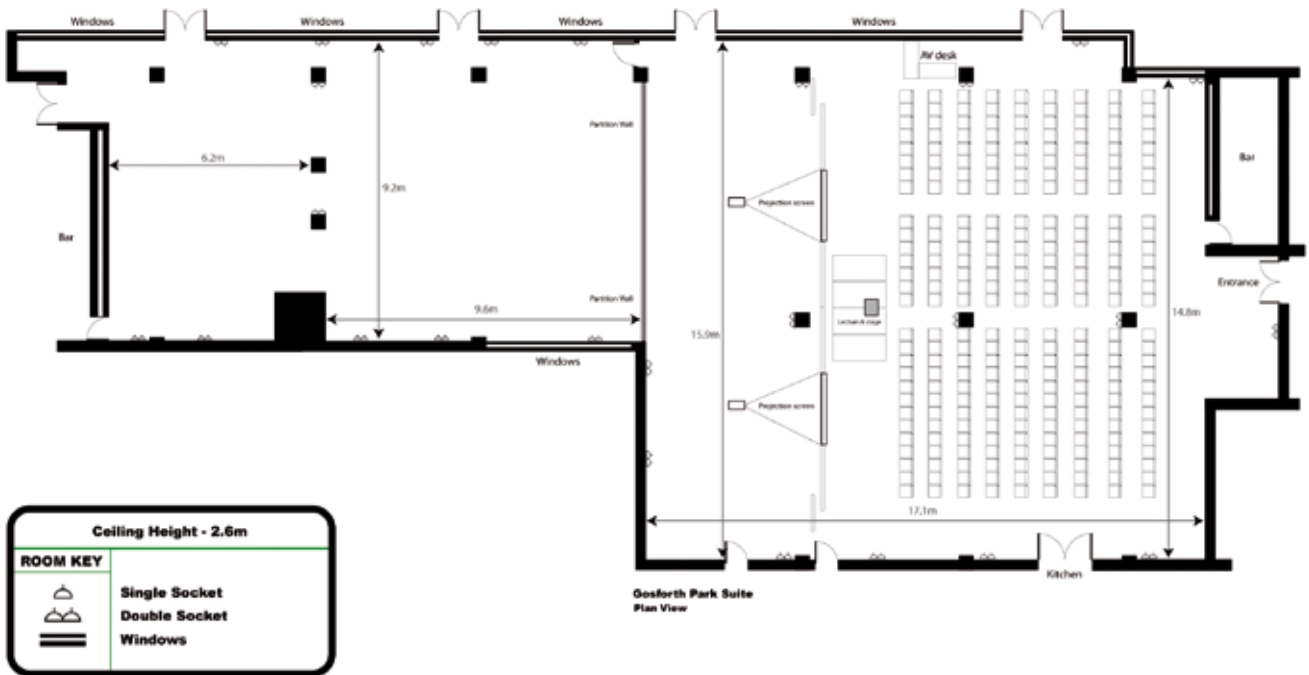 Windows
Windows
Windows
Windows
AV desk
Partition Wall
6.2m
9.2m
Projection screen
Bar
Bar
Entrance
Partition Wall
9.6m
Lectern & stage
15.9m
14.8m
Windows
Projection screen
17.1m
Kitchen
Gosforth Park Suite
Plan View
Ceiling Height - 2.6m
ROOM KEY
Single Socket
Double Socket
Windows